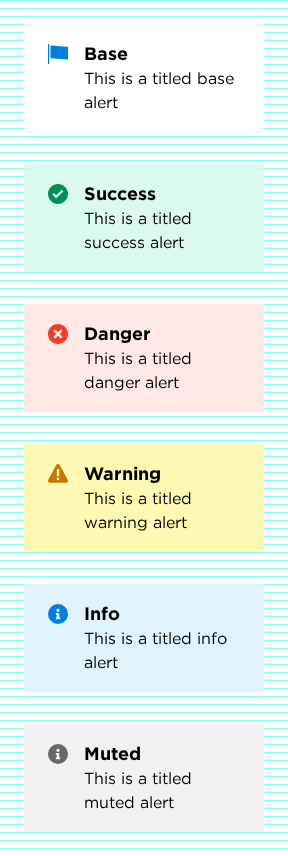 Base
This is a titled base
alert
Success
This is a titled
success alert
Danger
This is a titled
danger alert
Warning
This is a titled
warning alert
Info
This is a titled info
alert
Muted
This is a titled
muted alert